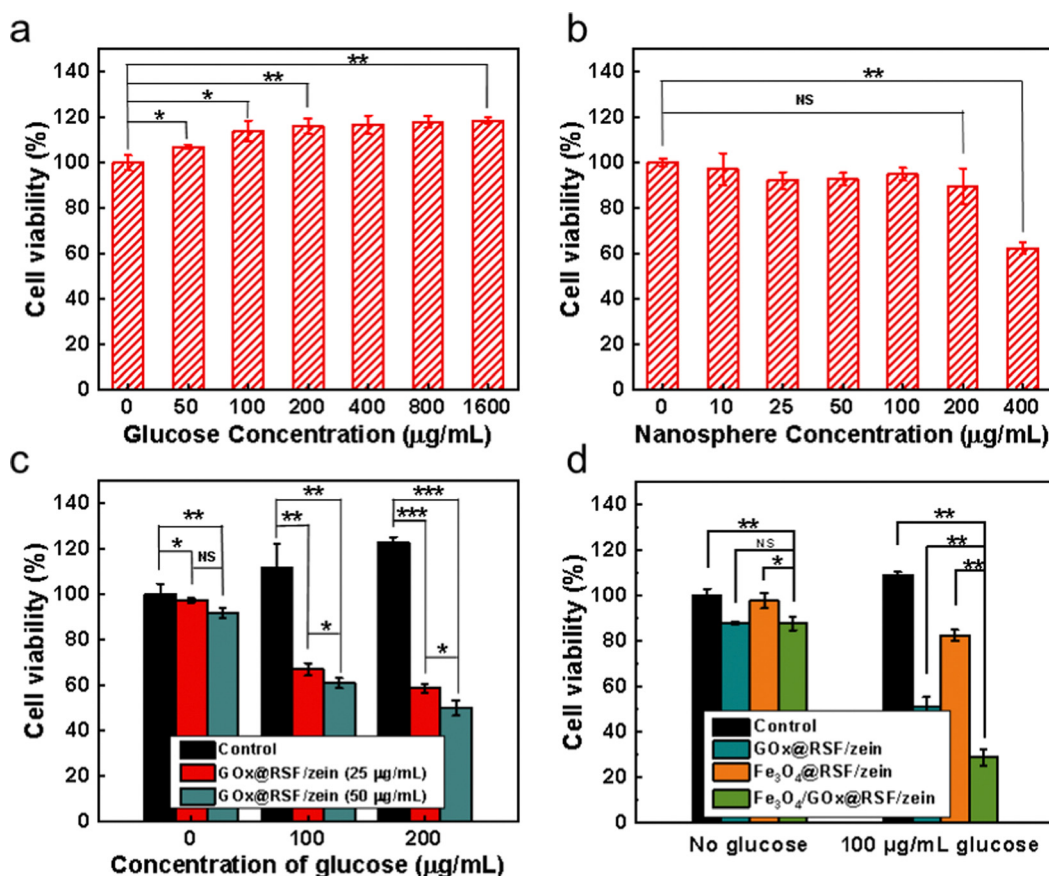 a
140
120
100
80
60
40
20
0
Cell viability (%)
**
**
*
*
0 50 100 200 400 800 1600
Glucose Concentration (μg/mL)
b
140
120
100
80
60
40
20
0
Cell viability (%)
**
NS
0 10 25 50 100 200 400
Nanosphere Concentration (μg/mL)
c
140
120
100
80
60
40
20
0
Cell viability (%)
**
*
NS
**
**
*
***
***
*
Control
GOx@RSF/zein (25 μg/mL)
GOx@RSF/zein (50 μg/mL)
0 100 200
Concentration of glucose (μg/mL)
d
140
120
100
80
60
40
20
0
Cell viability (%)
**
NS
*
**
**
**
Control
GOx@RSF/zein
Fe₃O₄@RSF/zein
Fe₃O₄/GOx@RSF/zein
No glucose 100 μg/mL glucose